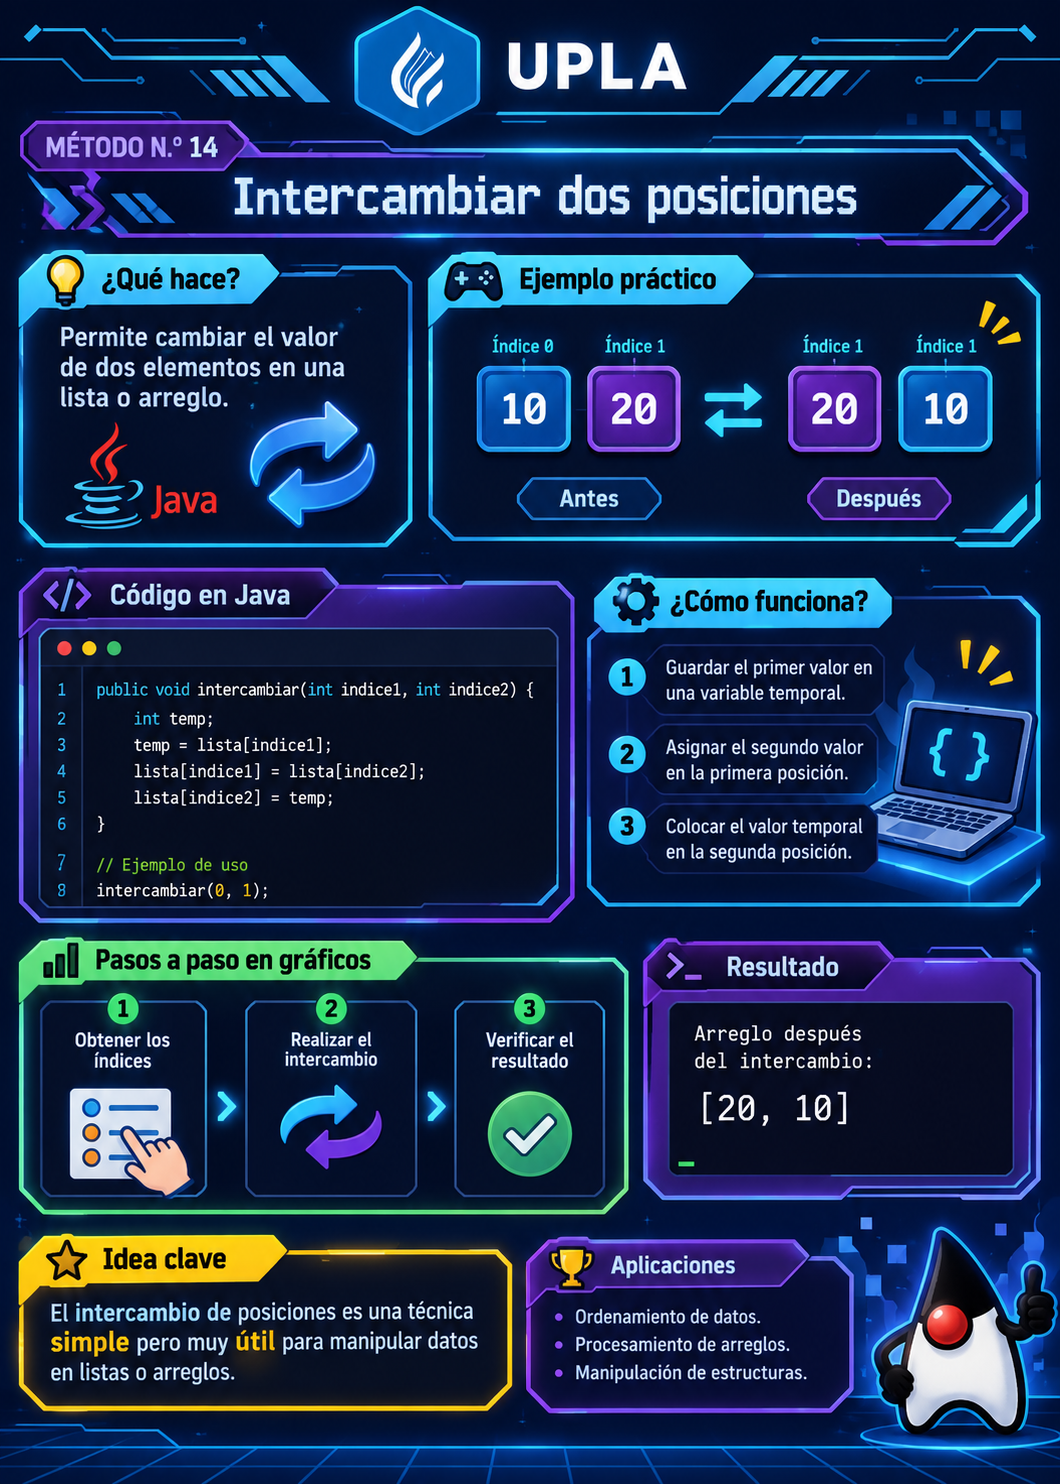 UPLA
MÉTODO N.º 14
Intercambiar dos posiciones
¿Qué hace?
Permite cambiar el valor
de dos elementos en una
lista o arreglo.
Java
Ejemplo práctico
Índice 0
Índice 1
Índice 1
Índice 1
10
20
20
10
Antes
Después
</> Código en Java
1 public void intercambiar(int indice1, int indice2) {
2 int temp;
3 temp = lista[indice1];
4 lista[indice1] = lista[indice2];
5 lista[indice2] = temp;
6 }
7 // Ejemplo de uso
8 intercambiar(0, 1);
¿Cómo funciona?
1 Guardar el primer valor en
una variable temporal.
2 Asignar el segundo valor
en la primera posición.
3 Colocar el valor temporal
en la segunda posición.
{ }
Pasos a paso en gráficos
1
Obtener los
índices
2
Realizar el
intercambio
3
Verificar el
resultado
>_ Resultado
Arreglo después
del intercambio:
[20, 10]
Idea clave
El intercambio de posiciones es una técnica
simple pero muy útil para manipular datos
en listas o arreglos.
Aplicaciones
• Ordenamiento de datos.
• Procesamiento de arreglos.
• Manipulación de estructuras.